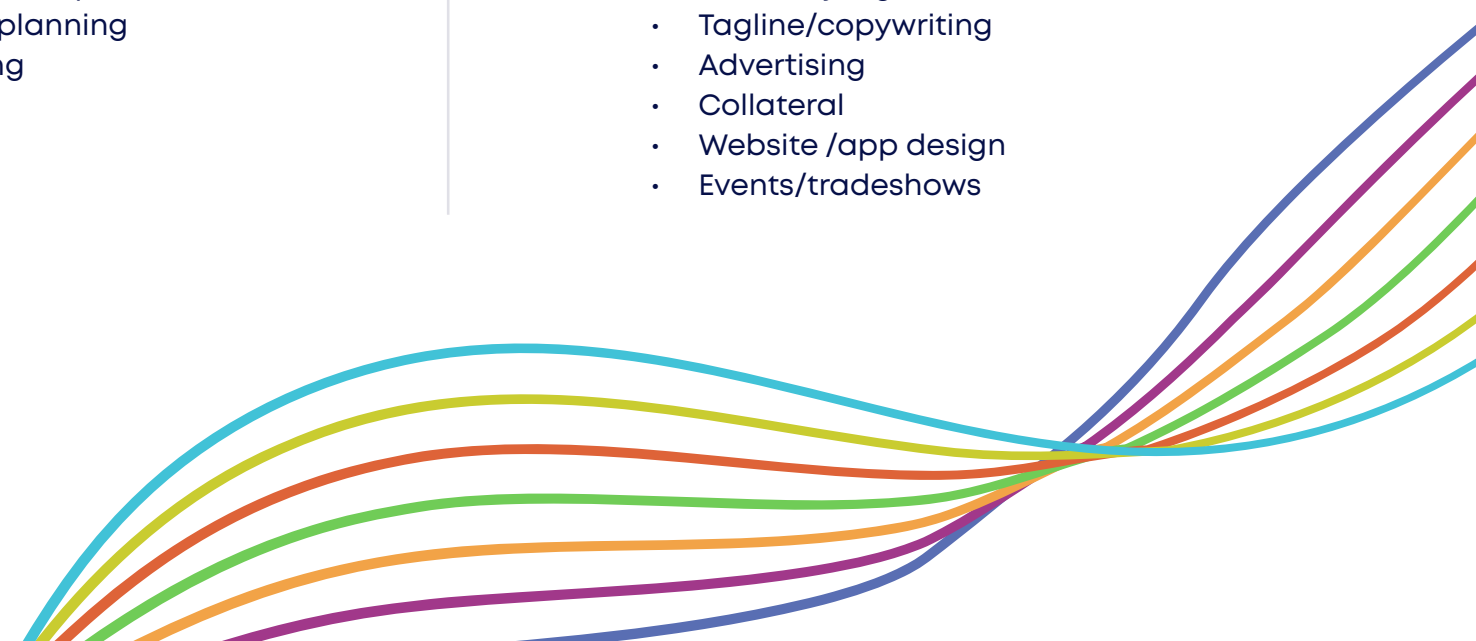 planning
Tagline/copywriting
Advertising
Collateral
Website /app design
Events/tradeshows